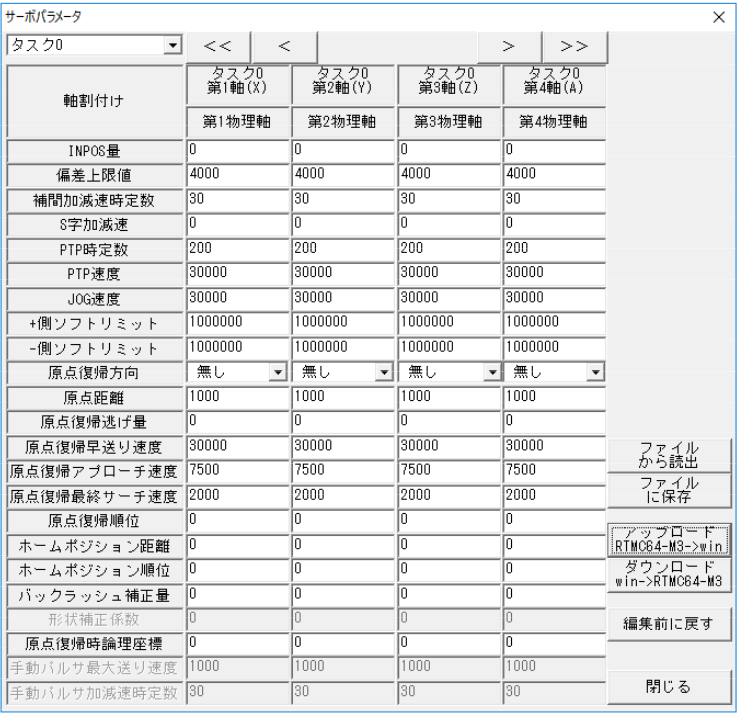 サーボパラメータ
タスク0 << < > >>
軸割付け タスク0 タスク0 タスク0 タスク0
第1軸(X) 第2軸(Y) 第3軸(Z) 第4軸(A)
第1物理軸 第2物理軸 第3物理軸 第4物理軸
INPOS量 0 0 0 0
偏差上限値 4000 4000 4000 4000
補間加減速時定数 30 30 30 30
S字加減速 0 0 0 0
PTP時定数 200 200 200 200
PTP速度 30000 30000 30000 30000
JOG速度 30000 30000 30000 30000
+側ソフトリミット 1000000 1000000 1000000 1000000
-側ソフトリミット 1000000 1000000 1000000 1000000
原点復帰方向 無し 無し 無し 無し
原点距離 1000 1000 1000 1000
原点復帰逃げ量 0 0 0 0
原点復帰早送り速度 30000 30000 30000 30000
原点復帰アプローチ速度 7500 7500 7500 7500
原点復帰最終サーチ速度 2000 2000 2000 2000
原点復帰順位 0 0 0 0
ホームポジション距離 0 0 0 0
ホームポジション順位 0 0 0 0
バックラッシュ補正量 0 0 0 0
形状補正係数 0 0 0 0
原点復帰時論理座標 0 0 0 0
手動パルサ最大送り速度 1000 1000 1000 1000
手動パルサ加減速時定数 30 30 30 30
ファイル
から読出
ファイル
に保存
アップロード
RTMC64-M3->win
ダウンロード
win->RTMC64-M3
編集前に戻す
閉じる